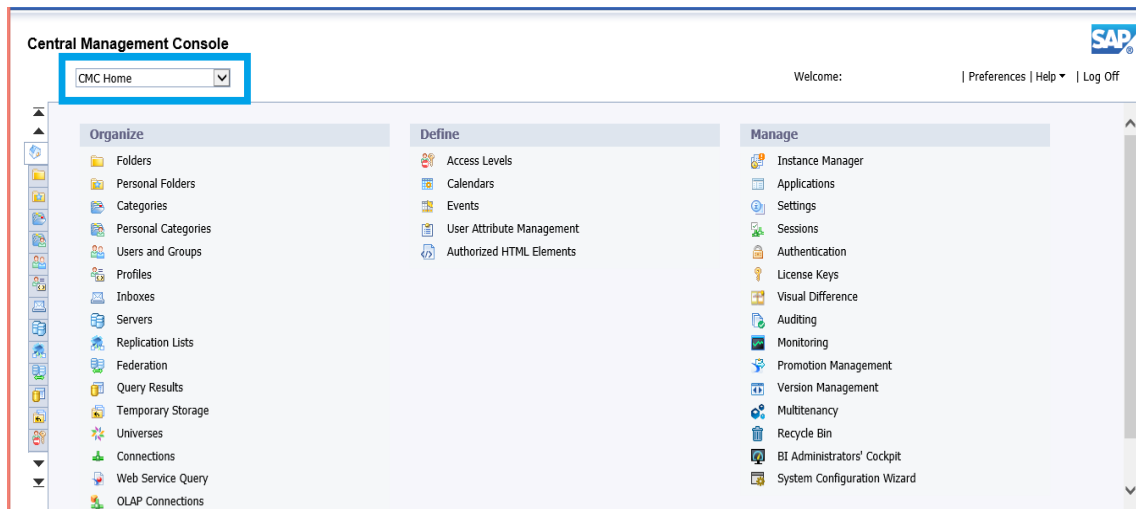 Central Management Console
SAP
®
CMC Home
Welcome: | Preferences | Help | Log Off
Organize
Folders
Personal Folders
Categories
Personal Categories
Users and Groups
Profiles
Inboxes
Servers
Replication Lists
Federation
Query Results
Temporary Storage
Universes
Connections
Web Service Query
OLAP Connections
Define
Access Levels
Calendars
Events
User Attribute Management
Authorized HTML Elements
Manage
Instance Manager
Applications
Settings
Sessions
Authentication
License Keys
Visual Difference
Auditing
Monitoring
Promotion Management
Version Management
Multitenancy
Recycle Bin
BI Administrators' Cockpit
System Configuration Wizard